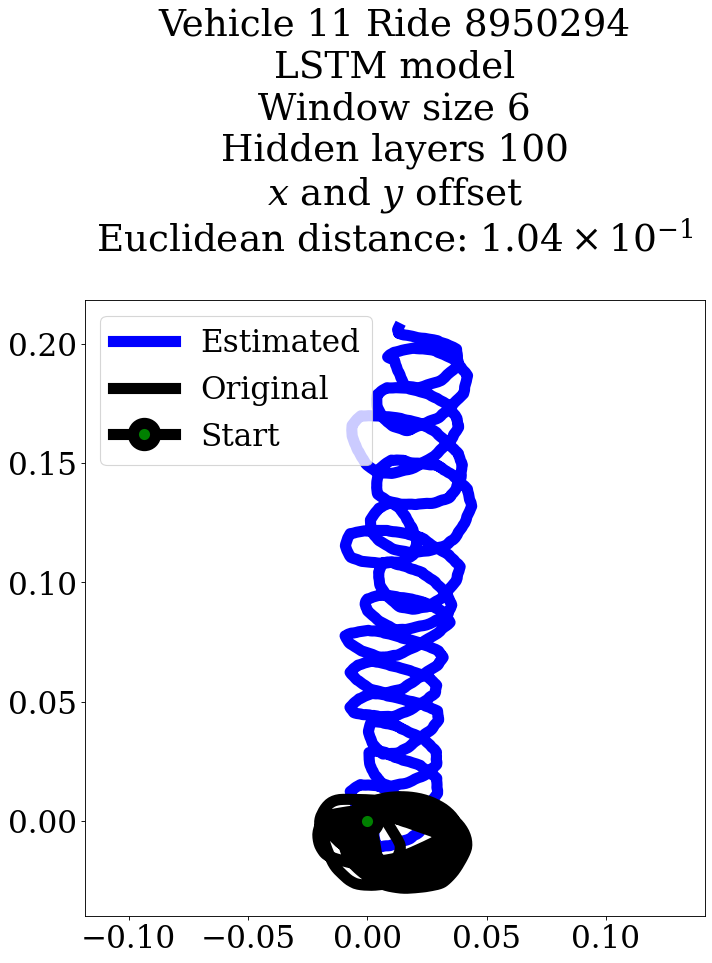 Vehicle 11 Ride 8950294
LSTM model
Window size 6
Hidden layers 100
x and y offset
Euclidean distance: 1.04 × 10⁻¹
Estimated
Original
Start
0.20
0.15
0.10
0.05
0.00
−0.10 −0.05 0.00 0.05 0.10